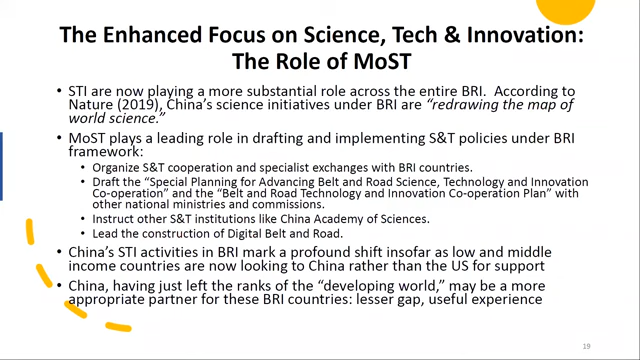 The Enhanced Focus on Science, Tech & Innovation:
The Role of MoST
• STI are now playing a more substantial role across the entire BRI. According to
Nature (2019), China's science initiatives under BRI are "redrawing the map of
world science."
• MoST plays a leading role in drafting and implementing S&T policies under BRI
framework:
• Organize S&T cooperation and specialist exchanges with BRI countries.
• Draft the "Special Planning for Advancing Belt and Road Science, Technology and Innovation
Co-operation" and the "Belt and Road Technology and Innovation Co-operation Plan" with
other national ministries and commissions.
• Instruct other S&T institutions like China Academy of Sciences.
• Lead the construction of Digital Belt and Road.
• China's STI activities in BRI mark a profound shift insofar as low and middle
income countries are now looking to China rather than the US for support
• China, having just left the ranks of the "developing world," may be a more
appropriate partner for these BRI countries: lesser gap, useful experience
19